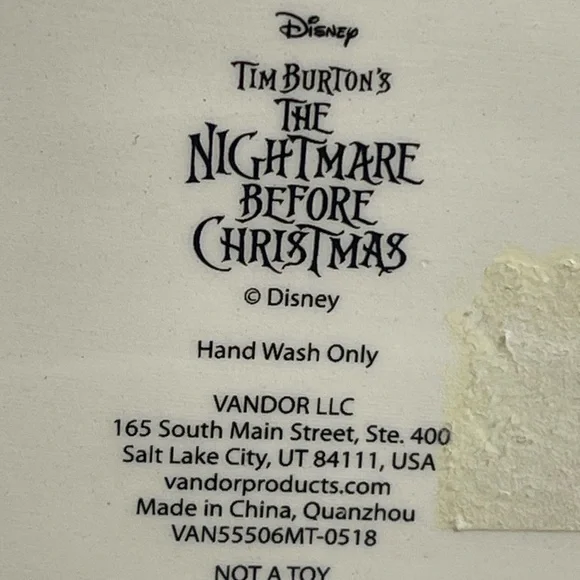 Disney
TIM BURTON'S
THE
NIGHTMARE
BEFORE
CHRISTMAS
© Disney
Hand Wash Only
VANDOR LLC
165 South Main Street, Ste. 400
Salt Lake City, UT 84111, USA
vandorproducts.com
Made in China, Quanzhou
VAN55506MT-0518
NOT A TOY